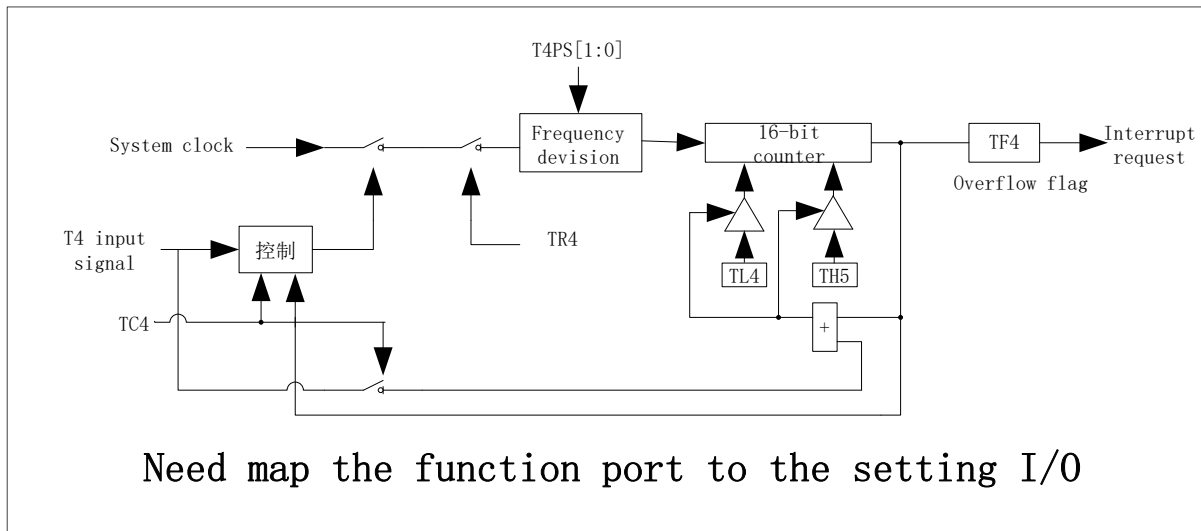 T4PS[1:0]
System clock
Frequency
devision
16-bit
counter
TF4
Interrupt
request
Overflow flag
T4 input
signal
控制
TR4
TL4
TH5
TC4
+
Need map the function port to the setting I/O